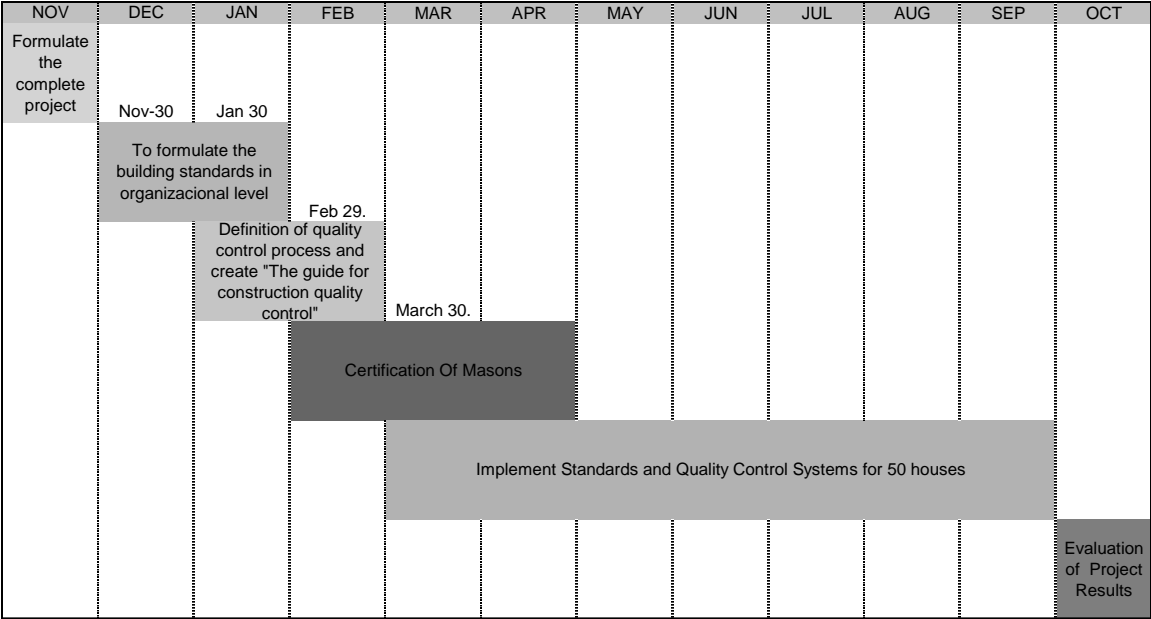 NOV DEC JAN FEB MAR APR MAY JUN JUL AUG SEP OCT
Formulate
the
complete
project
Nov-30 Jan 30
To formulate the
building standards in
organizacional level
Feb 29.
Definition of quality
control process and
create "The guide for
construction quality
control"
March 30.
Certification Of Masons
Implement Standards and Quality Control Systems for 50 houses
Evaluation
of Project
Results